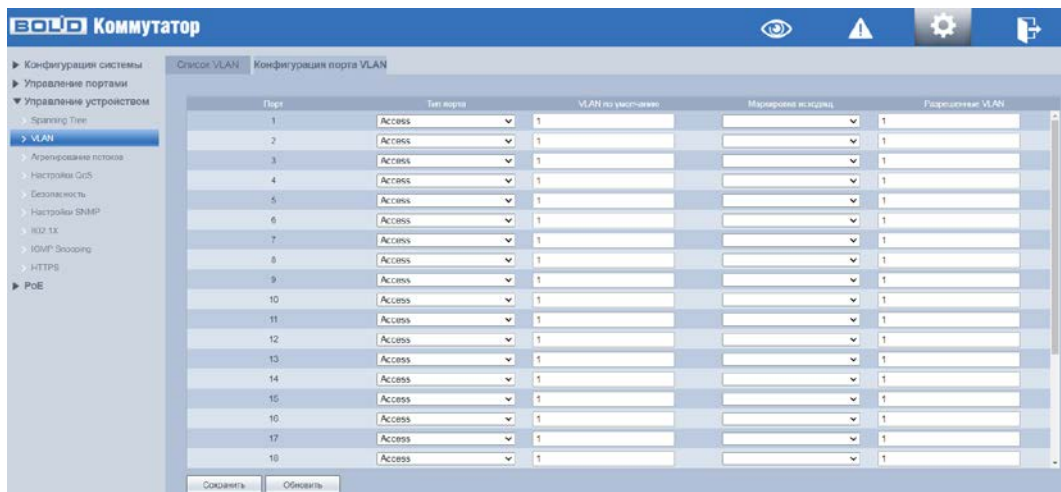 BOLID Коммутатор
Конфигурация системы
Управление портами
Управление устройством
Spanning Tree
VLAN
Агрегирование потоков
Настройки QoS
Безопасность
Настройки SNMP
802.1X
IGMP Snooping
HTTPS
PoE
Список VLAN Конфигурация порта VLAN
Порт Тип порта VLAN по умолчанию Маркировка исходящ. Разрешенные VLAN
1 Access 1 1
2 Access 1 1
3 Access 1 1
4 Access 1 1
5 Access 1 1
6 Access 1 1
7 Access 1 1
8 Access 1 1
9 Access 1 1
10 Access 1 1
11 Access 1 1
12 Access 1 1
13 Access 1 1
14 Access 1 1
15 Access 1 1
16 Access 1 1
17 Access 1 1
18 Access 1 1
Сохранить Обновить